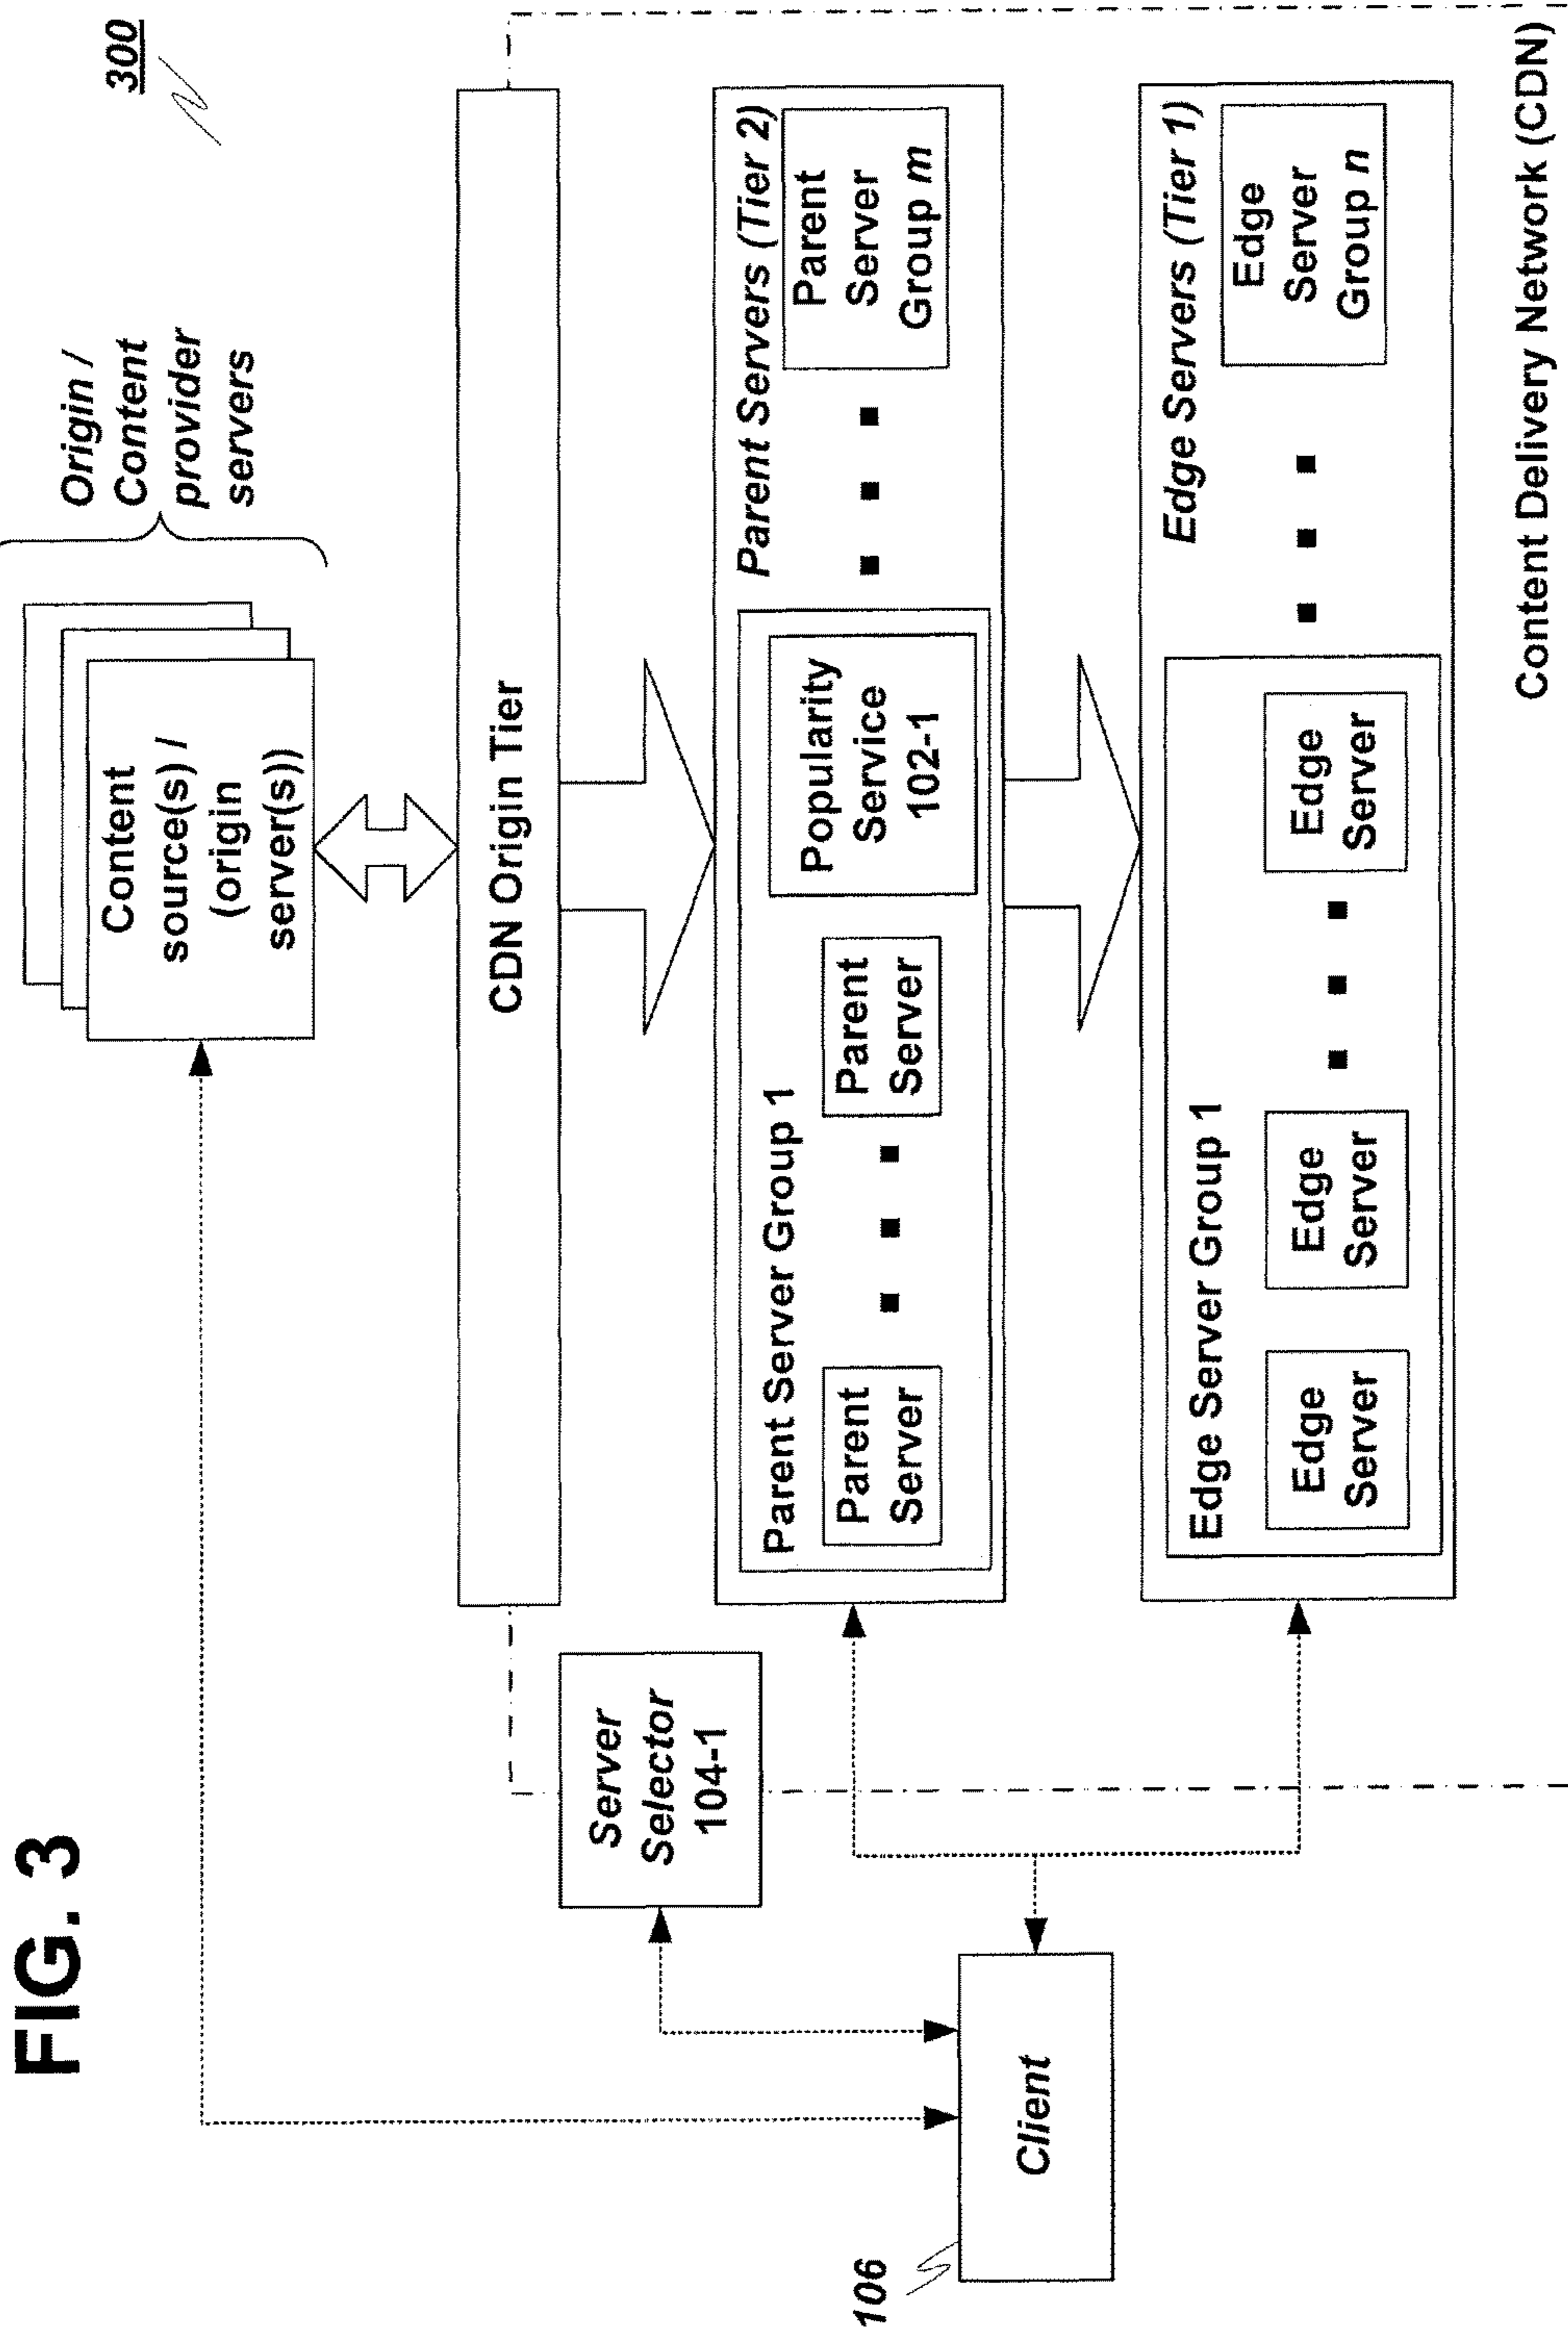 FIG. 3
300
Origin /
Content
provider
servers
Content
source(s) /
(origin
server(s))
CDN Origin Tier
Server
Selector
104-1
Parent Servers (Tier 2)
Parent Server Group 1
Parent
Server
Parent
Server
Popularity
Service
102-1
Parent
Server
Group m
106
Client
Edge Servers (Tier 1)
Edge Server Group 1
Edge
Server
Edge
Server
Edge
Server
Edge
Server
Group n
Content Delivery Network (CDN)